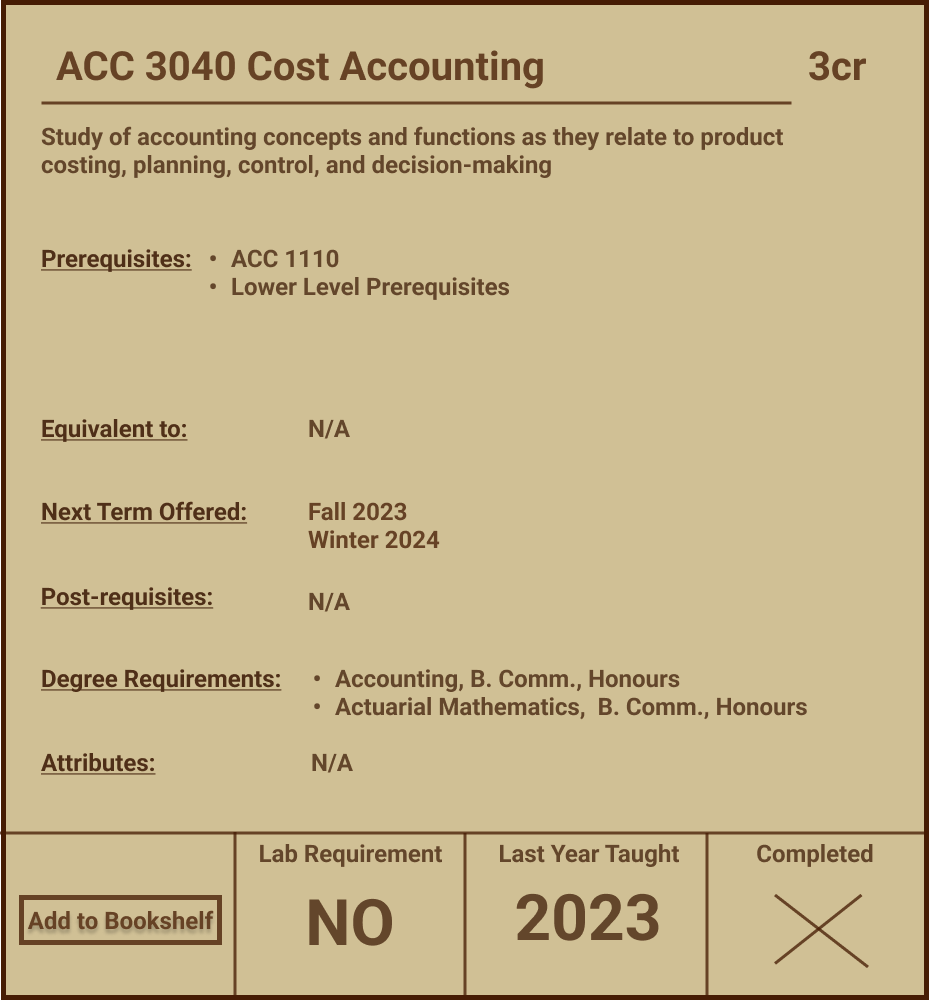 ACC 3040 Cost Accounting 3cr
Study of accounting concepts and functions as they relate to product
costing, planning, control, and decision-making
Prerequisites: • ACC 1110
• Lower Level Prerequisites
Equivalent to: N/A
Next Term Offered: Fall 2023
Winter 2024
Post-requisites: N/A
Degree Requirements: • Accounting, B. Comm., Honours
• Actuarial Mathematics, B. Comm., Honours
Attributes: N/A
Lab Requirement Last Year Taught Completed
Add to Bookshelf NO 2023